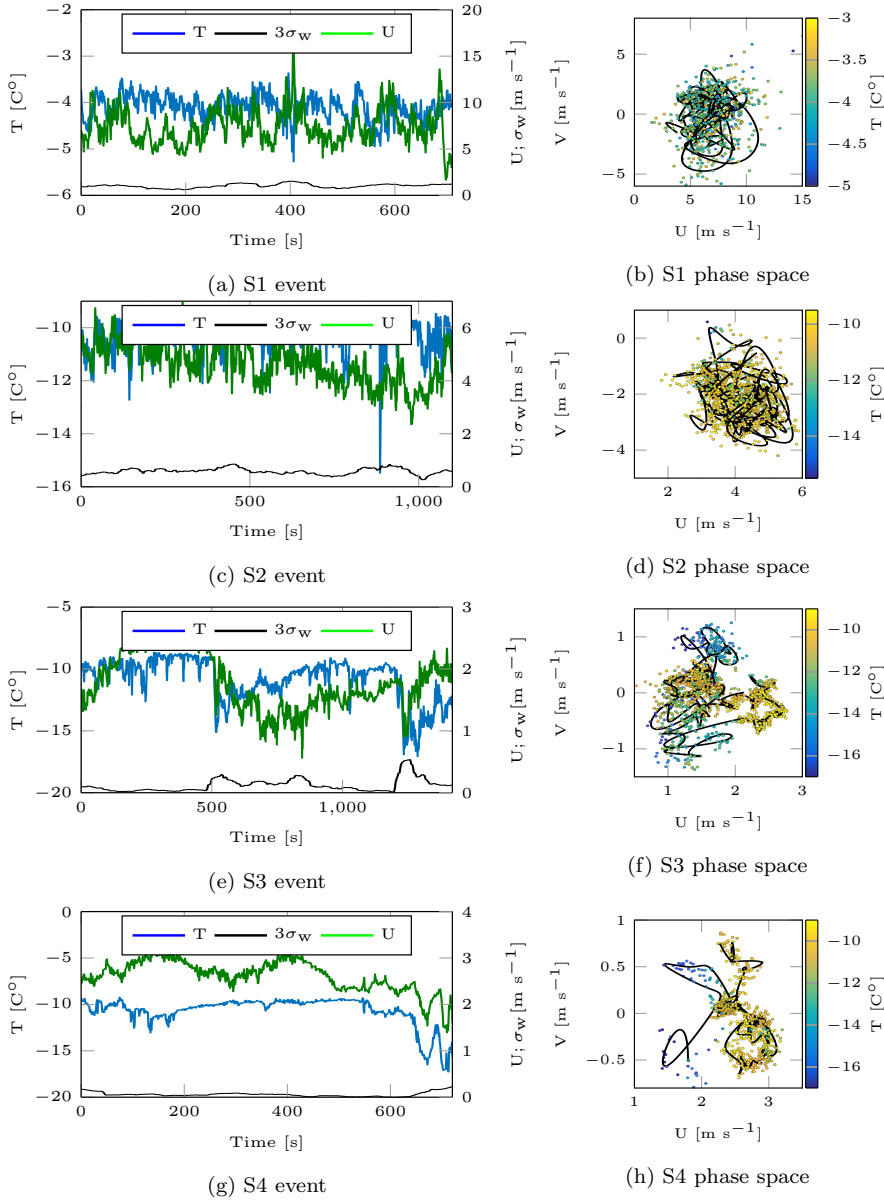 T 3σw U
−2
−3
−4
−5
−6
0 200 400 600
20
15
10
5
0
T [C°]
U; σw[m s−1]
Time [s]
(a) S1 event
5
0
−5
5 10 15
V [m s−1]
U [m s−1]
−3
−3.5
−4
−4.5
−5
T [C°]
(b) S1 phase space
T 3σw U
−10
−12
−14
−16
0 500 1,000
6
4
2
0
T [C°]
U; σw[m s−1]
Time [s]
(c) S2 event
0
−2
−4
2 4 6
V [m s−1]
U [m s−1]
−10
−12
−14
T [C°]
(d) S2 phase space
T 3σw U
−5
−10
−15
−20
0 500 1,000
3
2
1
0
T [C°]
U; σw[m s−1]
Time [s]
(e) S3 event
1
0
−1
1 2 3
V [m s−1]
U [m s−1]
−10
−12
−14
−16
T [C°]
(f) S3 phase space
T 3σw U
0
−5
−10
−15
−20
0 200 400 600
4
3
2
1
0
T [C°]
U; σw[m s−1]
Time [s]
(g) S4 event
1
0.5
0
−0.5
1 2 3
V [m s−1]
U [m s−1]
−10
−12
−14
−16
T [C°]
(h) S4 phase space